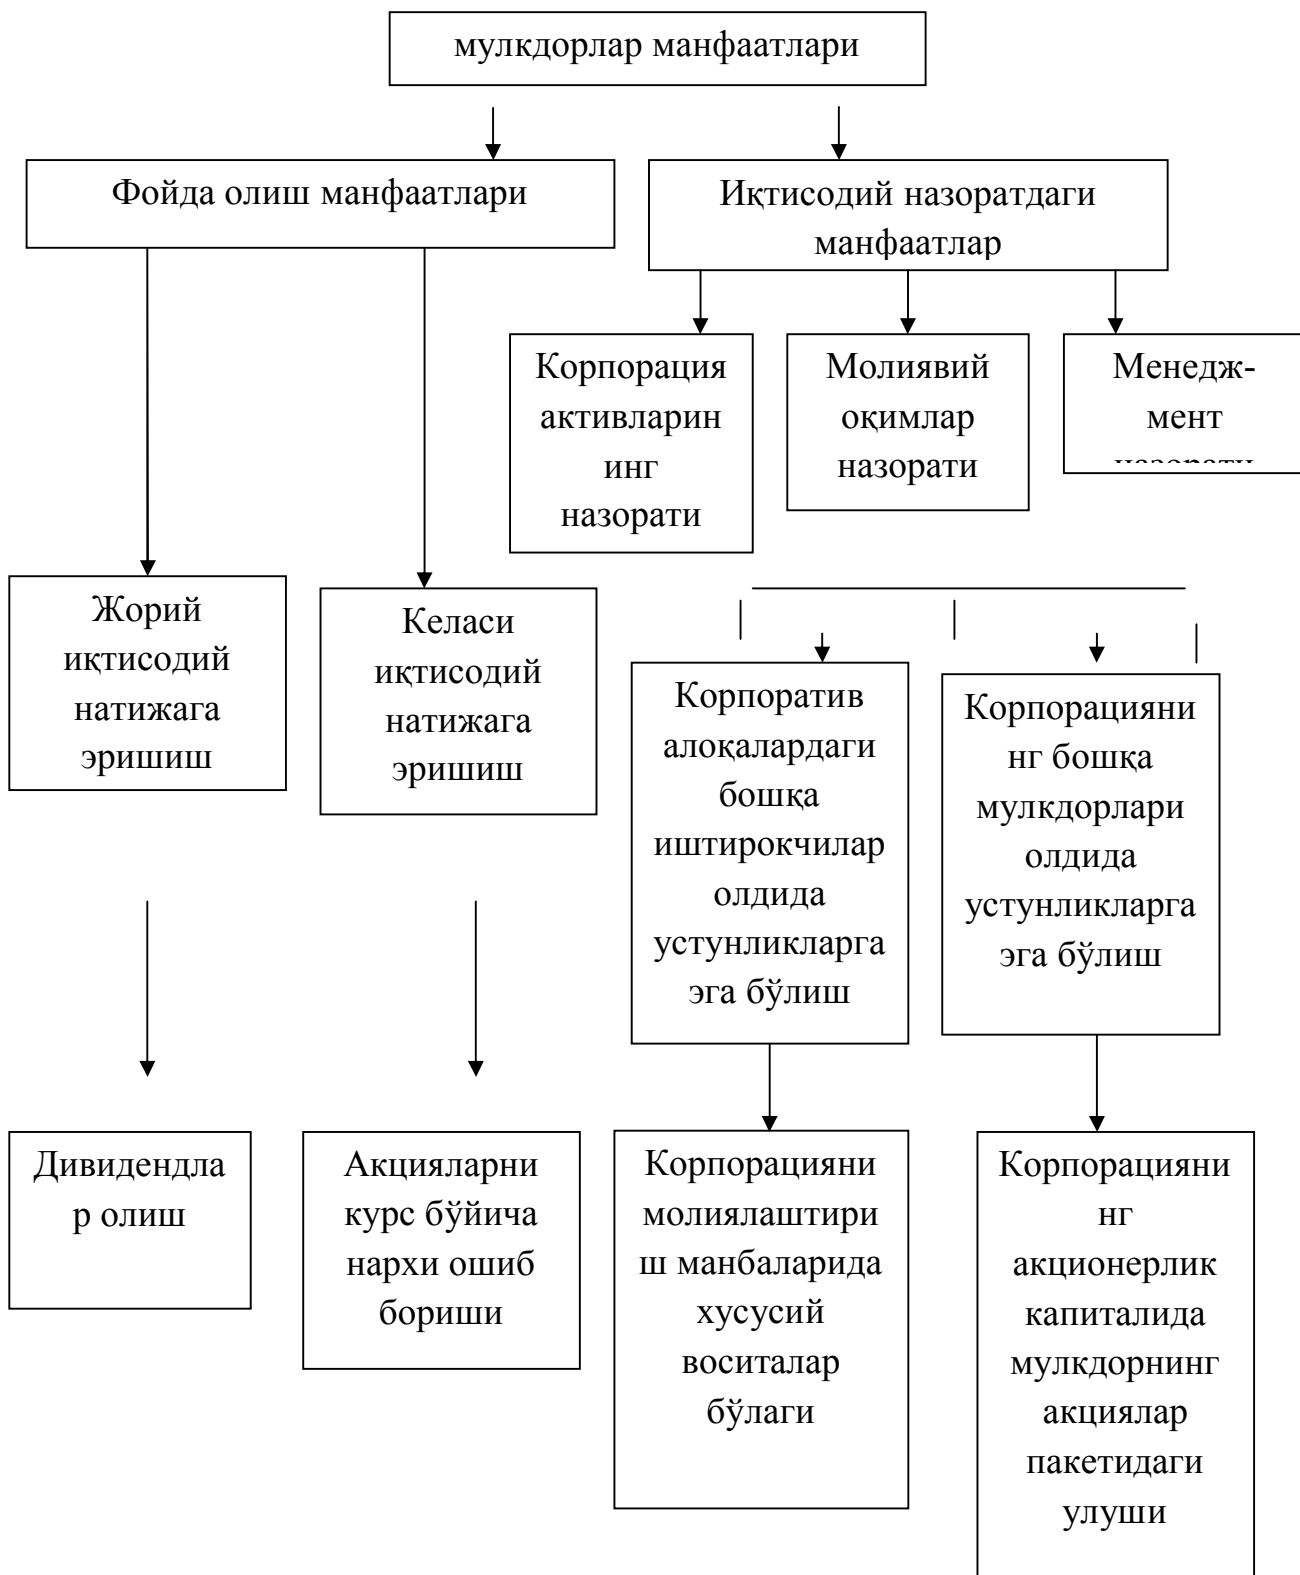 мулкдорлар манфаатлари
Фойда олиш манфаатлари
Иқтисодий назоратдаги
манфаатлар
Корпорация
активларин
инг
назорати
Молиявий
оқимлар
назорати
Менедж-
мент
Жорий
иқтисодий
натижага
эришиш
Келаси
иқтисодий
натижага
эришиш
Корпоратив
алоқалардаги
бошқа
иштирокчилар
олдида
устунликларга
эга бўлиш
Корпорацияни
нг бошқа
мулкдорлари
олдида
устунликларга
эга бўлиш
Дивидендла
р олиш
Акцияларни
курс бўйича
нархи ошиб
бориши
Корпорацияни
молиялаштири
ш манбаларида
хусусий
воситалар
бўлаги
Корпорацияни
нг
акционерлик
капиталида
мулкдорнинг
акциялар
пакетидаги
улуши